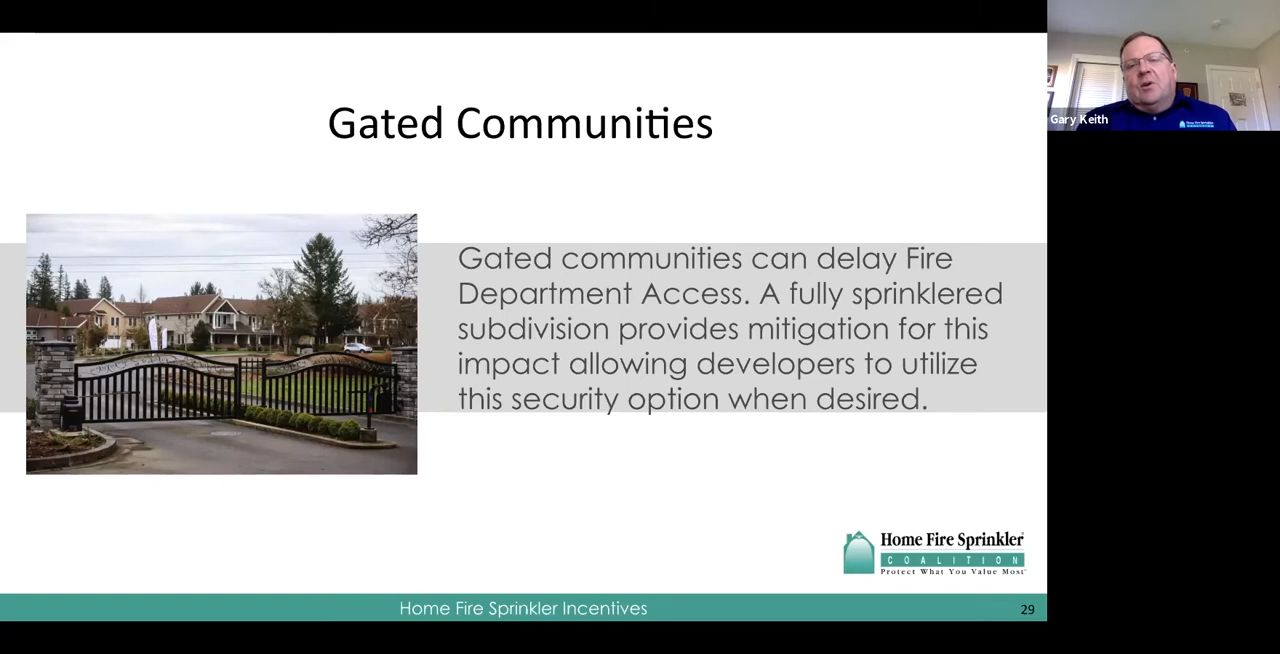 Gated Communities
Gary Keith
Gated communities can delay Fire
Department Access. A fully sprinklered
subdivision provides mitigation for this
impact allowing developers to utilize
this security option when desired.
Home Fire Sprinkler
COALITION
Protect What You Value Most
Home Fire Sprinkler Incentives
29